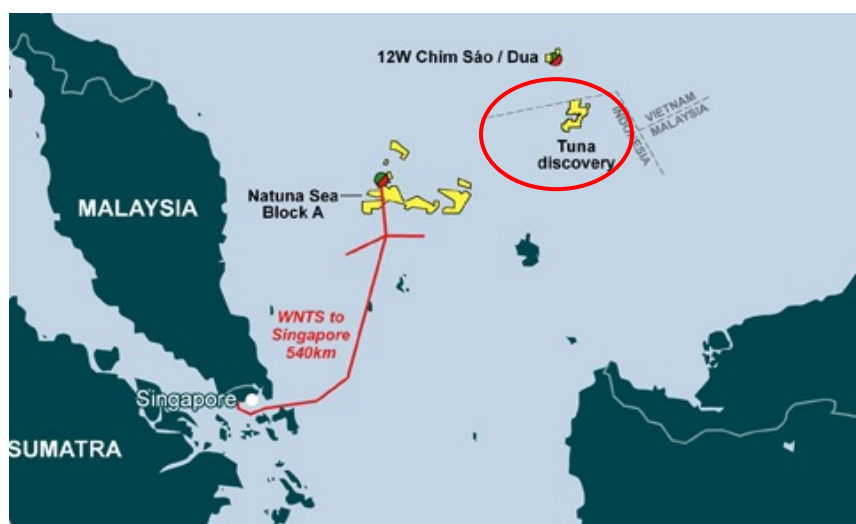 12W Chim Sáo / Dua
VIETNAM
MALAYSIA
INDONESIA
Tuna
discovery
Natuna Sea
Block A
MALAYSIA
WNTS to
Singapore
540km
Singapore
SUMATRA